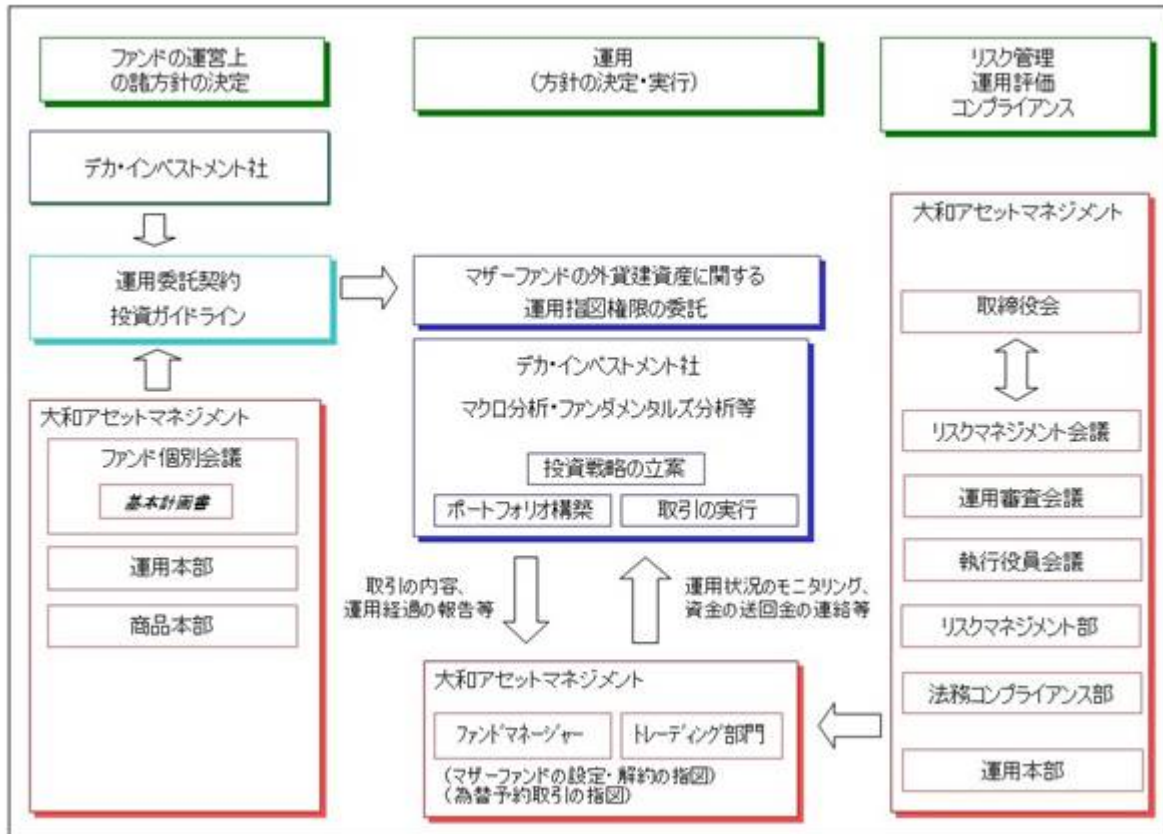 ファンドの運営上
の諸方針の決定
運用
(方針の決定・実行)
リスク管理
運用評価
コンプライアンス
デカ・インベストメント社
運用委託契約
投資ガイドライン
大和アセットマネジメント
ファンド個別会議
基本計画書
運用本部
商品本部
マザーファンドの外貨建資産に関する
運用指図権限の委託
デカ・インベストメント社
マクロ分析・ファンダメンタルズ分析等
投資戦略の立案
ポートフォリオ構築
取引の実行
取引の内容、
運用経過の報告等
運用状況のモニタリング、
資金の送回金の連絡等
大和アセットマネジメント
ファンドマネージャー
トレーディング部門
(マザーファンドの設定・解約の指図)
(為替予約取引の指図)
大和アセットマネジメント
取締役会
リスクマネジメント会議
運用審査会議
執行役員会議
リスクマネジメント部
法務コンプライアンス部
運用本部